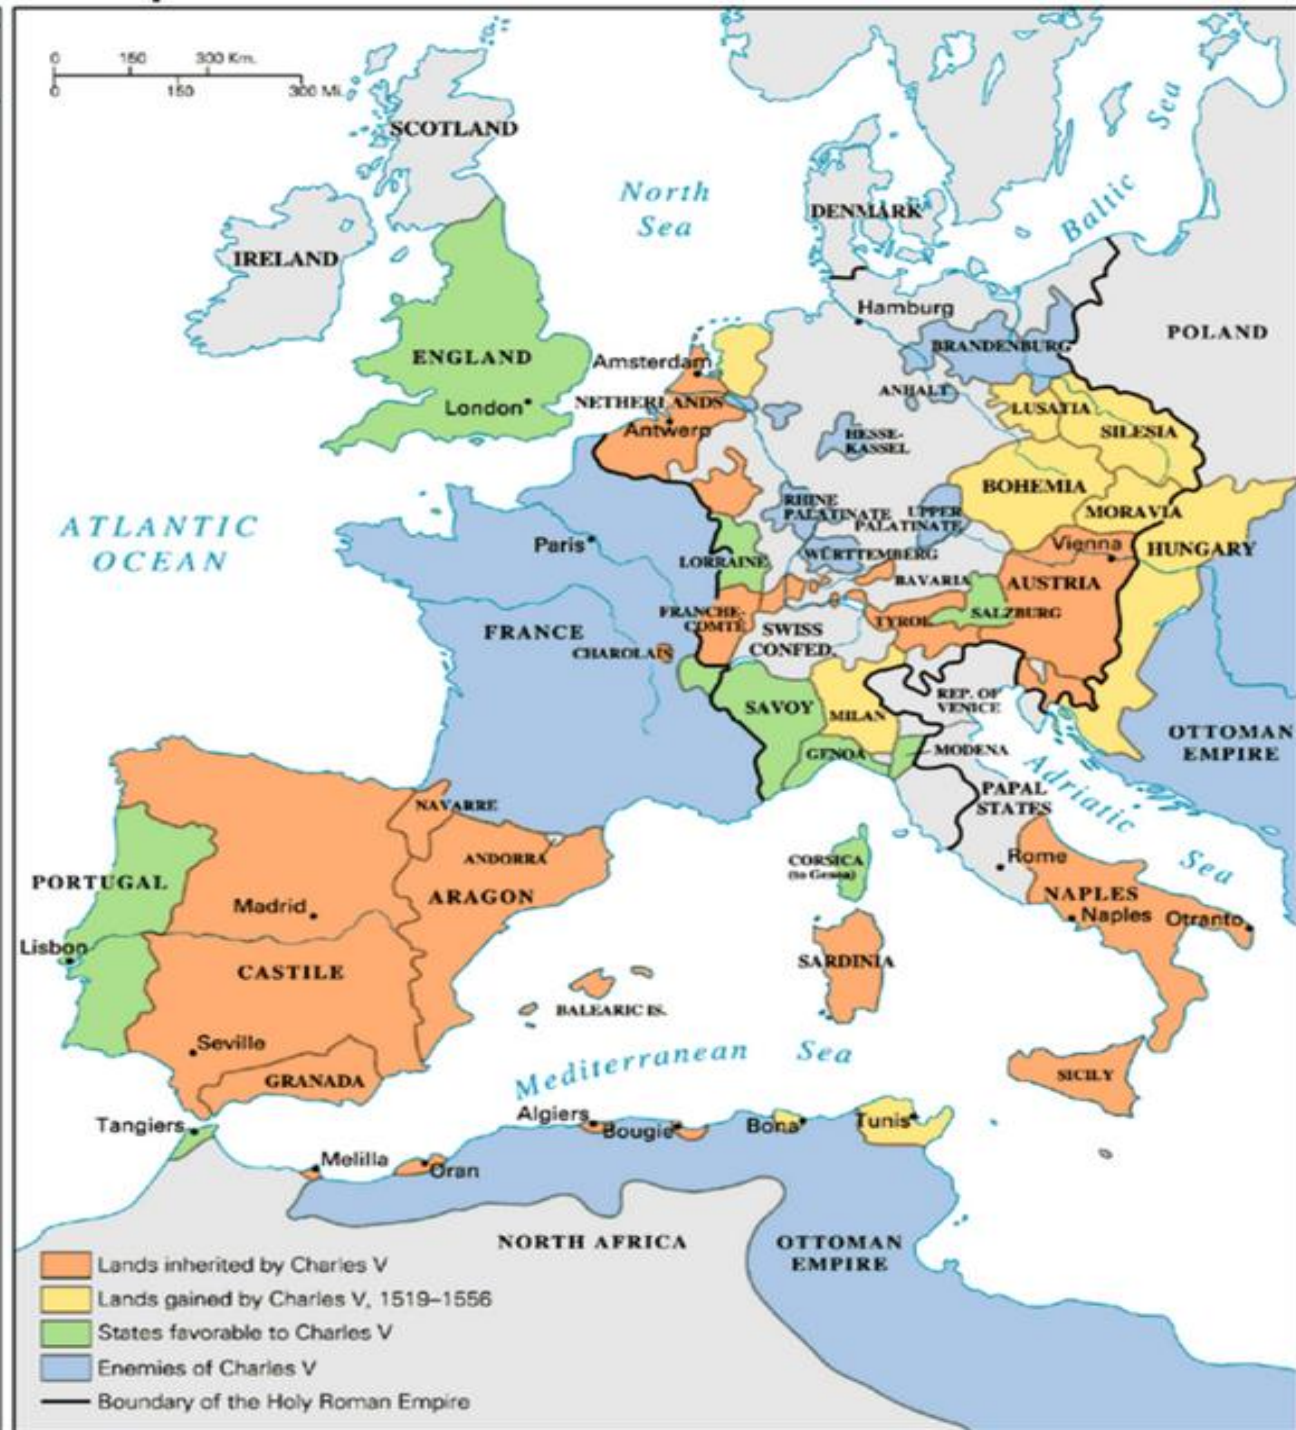 0 150 300 Km.
0 150 300 Mi.
SCOTLAND
North
Sea
Baltic
Sea
DENMARK
IRELAND
Hamburg
POLAND
ENGLAND
BRANDENBURG
Amsterdam
ANHALT
London
NETHERLANDS
LUSATIA
Antwerp
HESSE-
KASSEL
SILESIA
BOHEMIA
RHINE
PALATINATE
UPPER
PALATINATE
MORAVIA
ATLANTIC
OCEAN
Paris
Vienna
HUNGARY
LORRAINE
WÜRTTEMBERG
BAVARIA
AUSTRIA
FRANCHE-
COMTÉ
SWISS
CONFED.
TYROL
SALZBURG
FRANCE
CHAROLAIS
SAVOY
MILAN
REP. OF
VENICE
OTTOMAN
EMPIRE
GENOA
MODENA
Adriatic
Sea
PAPAL
STATES
NAVARRE
ANDORRA
CORSICA
(to Genoa)
Rome
PORTUGAL
ARAGON
NAPLES
Madrid
Naples
Otranto
Lisbon
CASTILE
SARDINIA
BALEARIC IS.
Seville
Mediterranean Sea
GRANADA
SICILY
Tangiers
Algiers
Bougie
Bona
Tunis
Melilla
Oran
NORTH AFRICA
OTTOMAN
EMPIRE
Lands inherited by Charles V
Lands gained by Charles V, 1519–1556
States favorable to Charles V
Enemies of Charles V
Boundary of the Holy Roman Empire